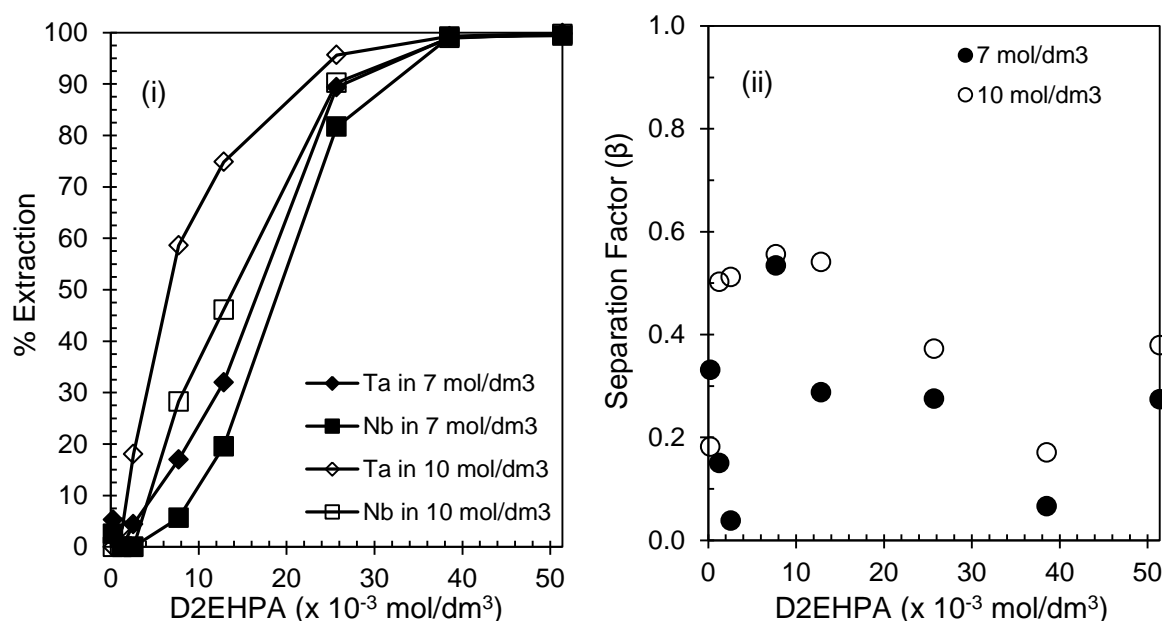 100
90
80
70
60
50
40
30
20
10
0
% Extraction
(i)
Ta in 7 mol/dm3
Nb in 7 mol/dm3
Ta in 10 mol/dm3
Nb in 10 mol/dm3
0 10 20 30 40 50
D2EHPA (x 10⁻³ mol/dm³)
1.0
0.8
0.6
0.4
0.2
0.0
Separation Factor (β)
(ii)
7 mol/dm3
10 mol/dm3
0 10 20 30 40 50
D2EHPA (x 10⁻³ mol/dm³)